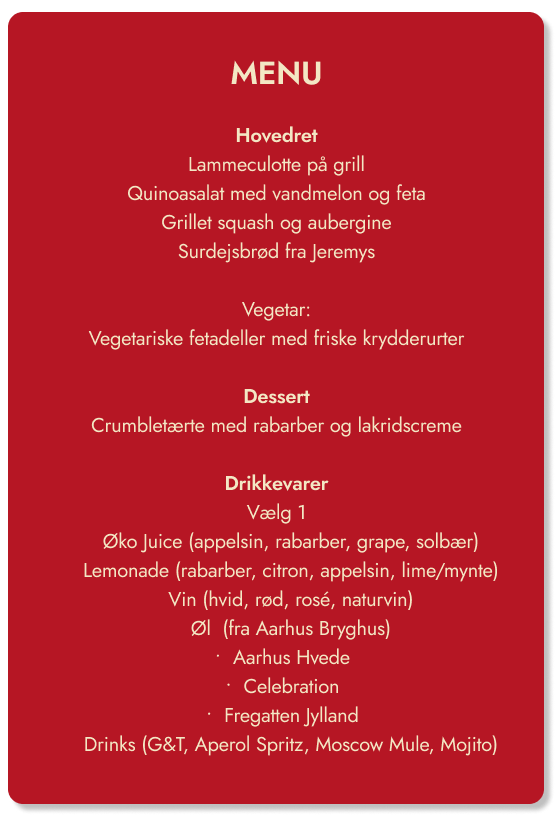 MENU
Hovedret
Lammeculotte på grill
Quinoasalat med vandmelon og feta
Grillet squash og aubergine
Surdejsbrød fra Jeremys
Vegetar:
Vegetariske fetadeller med friske krydderurter
Dessert
Crumbletærte med rabarber og lakridscreme
Drikkevarer
Vælg 1
Øko Juice (appelsin, rabarber, grape, solbær)
Lemonade (rabarber, citron, appelsin, lime/mynte)
Vin (hvid, rød, rosé, naturvin)
Øl  (fra Aarhus Bryghus)
· Aarhus Hvede
· Celebration
· Fregatten Jylland
Drinks (G&T, Aperol Spritz, Moscow Mule, Mojito)